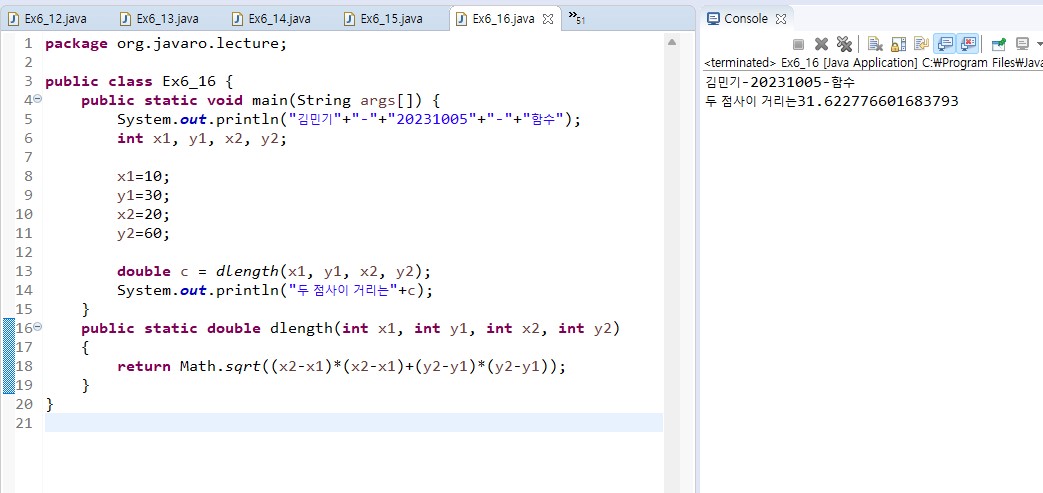 Ex6_12.java Ex6_13.java Ex6_14.java Ex6_15.java Ex6_16.java »51
1 package org.javaro.lecture;
2
3 public class Ex6_16 {
4 public static void main(String args[]) {
5 System.out.println("김민기"+"-"+"20231005"+"-"+"함수");
6 int x1, y1, x2, y2;
7
8 x1=10;
9 y1=30;
10 x2=20;
11 y2=60;
12
13 double c = dlength(x1, y1, x2, y2);
14 System.out.println("두 점사이 거리는"+c);
15 }
16 public static double dlength(int x1, int y1, int x2, int y2)
17 {
18 return Math.sqrt((x2-x1)*(x2-x1)+(y2-y1)*(y2-y1));
19 }
20 }
21
Console
<terminated> Ex6_16 [Java Application] C:₩Program Files₩Java
김민기-20231005-함수
두 점사이 거리는31.622776601683793